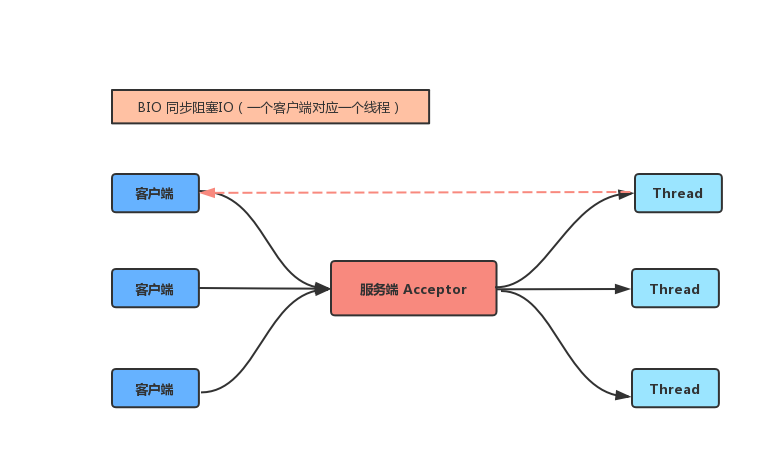 BIO 同步阻塞IO（一个客户端对应一个线程）
客户端
Thread
客户端
服务端 Acceptor
Thread
客户端
Thread